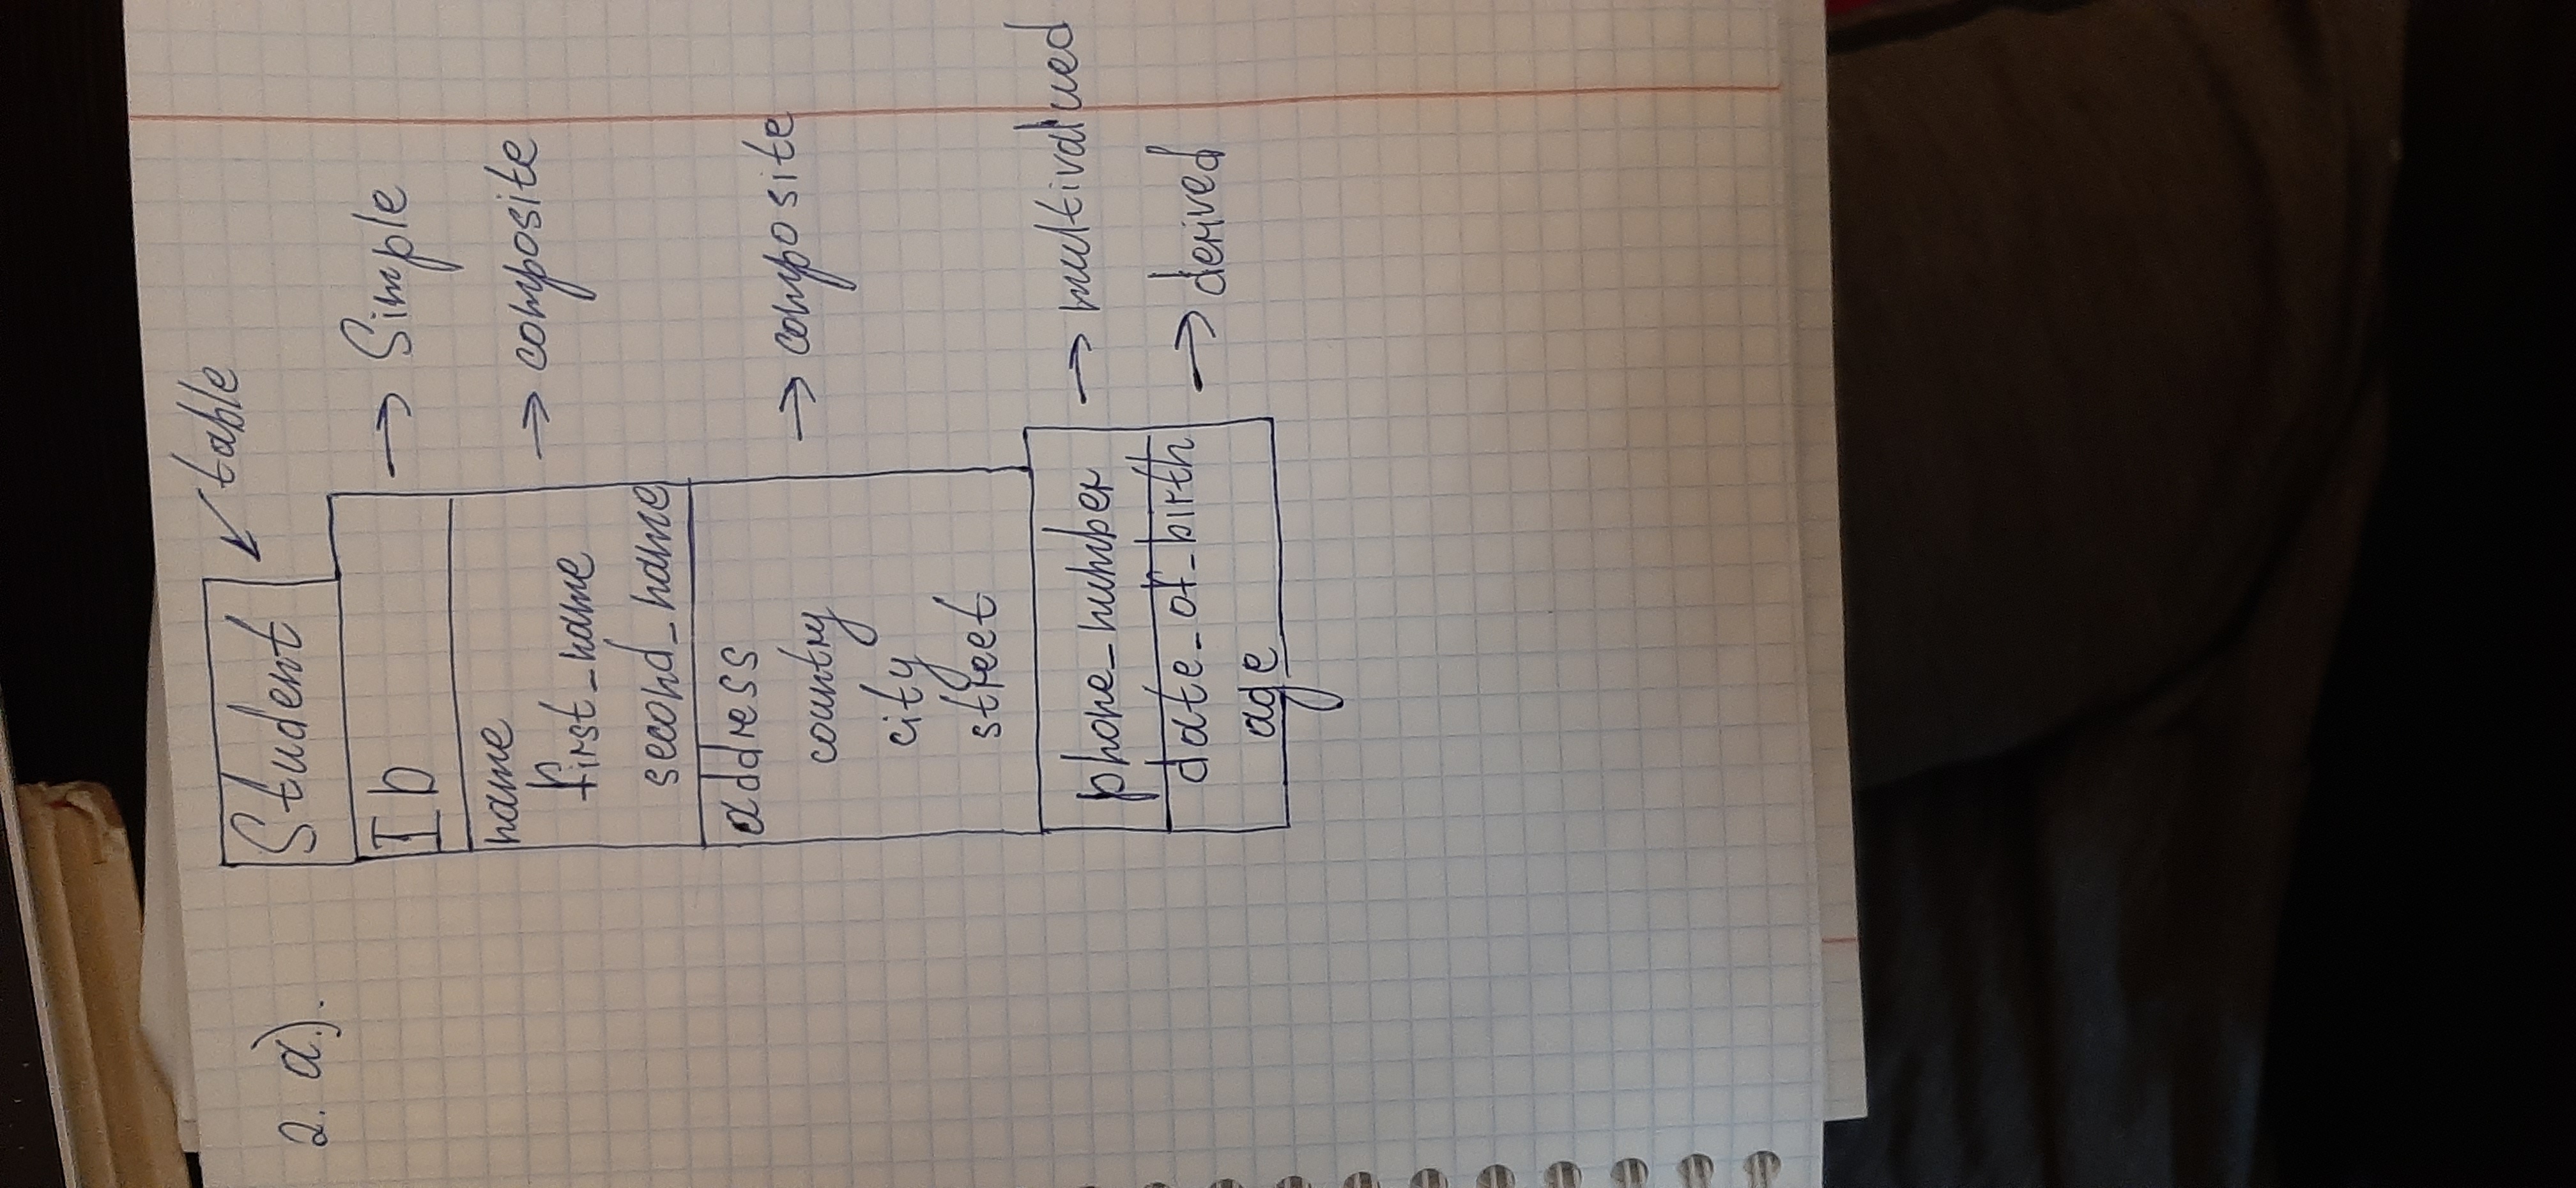 2. a).
Student
table
ID
Simple
name
first_name
second_name
composite
address
country
city
street
composite
phone_number
multivalued
date_of_birth
age
derived